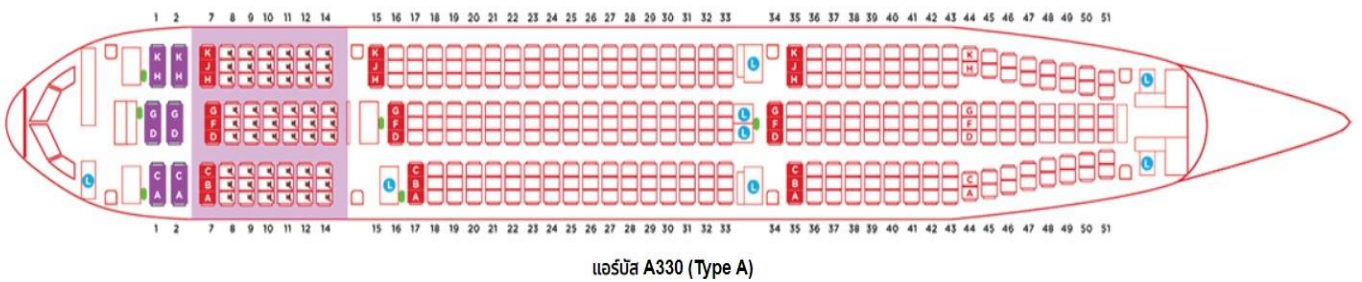 1 2 7 8 9 10 11 12 14 15 16 17 18 19 20 21 22 23 24 25 26 27 28 29 30 31 32 33 34 35 36 37 38 39 40 41 42 43 44 45 46 47 48 49 50 51
K K K K K K
H H J J J H
H H H
L L
G G G G G G
D D F F F F
D D D D
L
L
C C C C C C
A A B B B A
A A A
L L L L
1 2 7 8 9 10 11 12 14 15 16 17 18 19 20 21 22 23 24 25 26 27 28 29 30 31 32 33 34 35 36 37 38 39 40 41 42 43 44 45 46 47 48 49 50 51
แอร์บัส A330 (Type A)